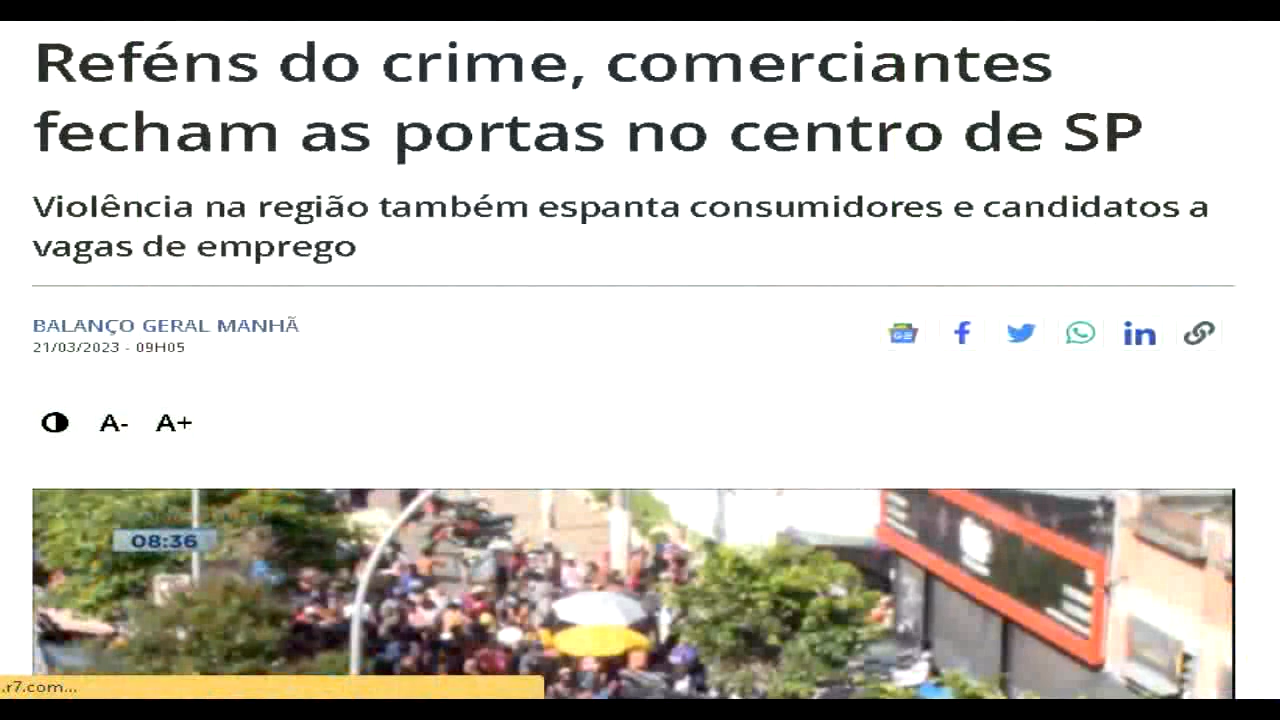 Reféns do crime, comerciantes
fecham as portas no centro de SP
Violência na região também espanta consumidores e candidatos a
vagas de emprego
BALANÇO GERAL MANHÃ
21/03/2023 - 09H05
GE
A- A+
08:36
.r7.com...